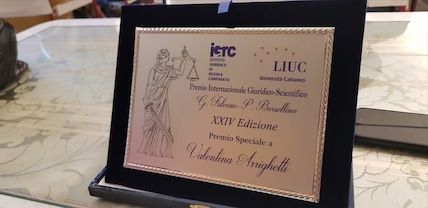 ierc
ISTITUTO
EURISPES DI
RICERCA
COMPARATA
LIUC
Università Cattaneo
Premio Internazionale Giuridico-Scientifico
G. Falcone-P. Borsellino
XXIV Edizione
Premio Speciale a
Valentina Arrighetti